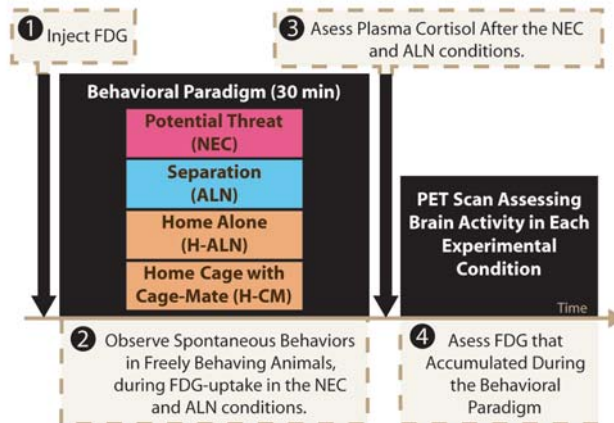 1 Inject FDG
3 Asess Plasma Cortisol After the NEC
and ALN conditions.
Behavioral Paradigm (30 min)
Potential Threat
(NEC)
Separation
(ALN)
Home Alone
(H-ALN)
Home Cage with
Cage-Mate (H-CM)
PET Scan Assessing
Brain Activity in Each
Experimental
Condition
Time
2 Observe Spontaneous Behaviors
in Freely Behaving Animals,
during FDG-uptake in the NEC
and ALN conditions.
4 Asess FDG that
Accumulated During
the Behavioral
Paradigm